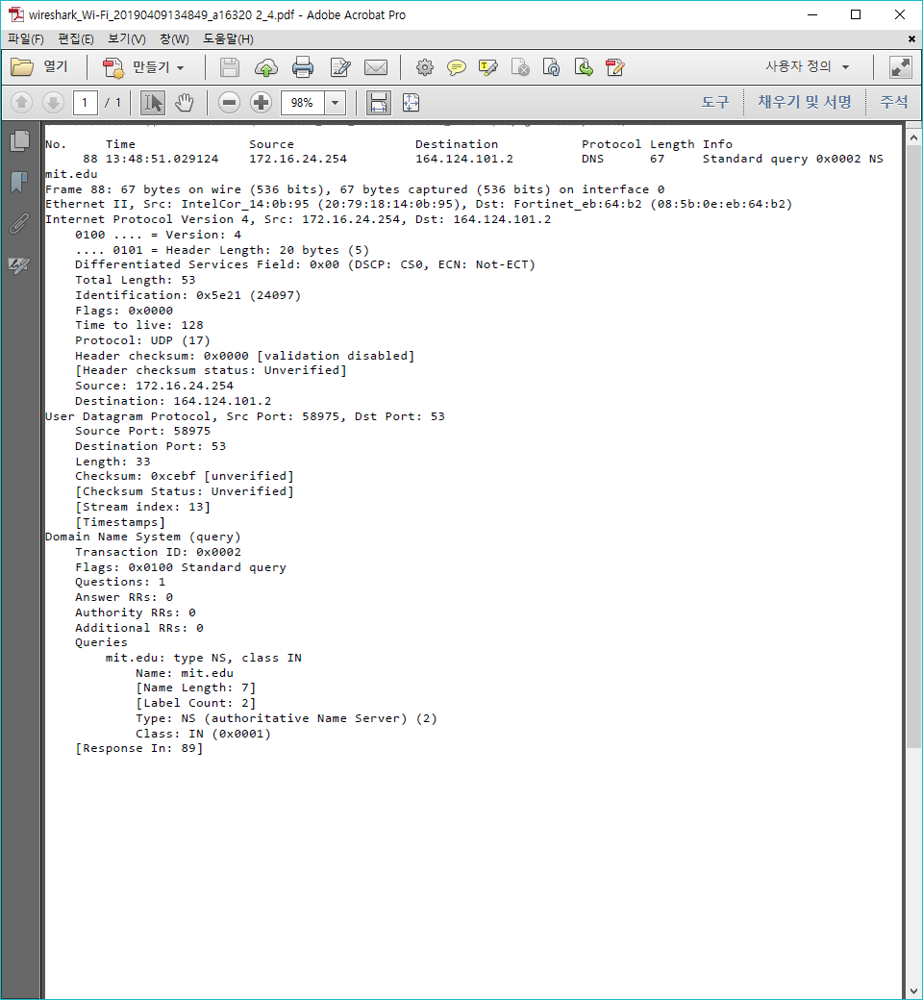 wireshark_Wi-Fi_20190409134849_a16320 2_4.pdf - Adobe Acrobat Pro
파일(F) 편집(E) 보기(V) 창(W) 도움말(H)
열기 만들기 사용자 정의
1 / 1 98% 도구 채우기 및 서명 주석
No. Time Source Destination Protocol Length Info
88 13:48:51.029124 172.16.24.254 164.124.101.2 DNS 67 Standard query 0x0002 NS
mit.edu
Frame 88: 67 bytes on wire (536 bits), 67 bytes captured (536 bits) on interface 0
Ethernet II, Src: IntelCor_14:0b:95 (20:79:18:14:0b:95), Dst: Fortinet_eb:64:b2 (08:5b:0e:eb:64:b2)
Internet Protocol Version 4, Src: 172.16.24.254, Dst: 164.124.101.2
0100 .... = Version: 4
.... 0101 = Header Length: 20 bytes (5)
Differentiated Services Field: 0x00 (DSCP: CS0, ECN: Not-ECT)
Total Length: 53
Identification: 0x5e21 (24097)
Flags: 0x0000
Time to live: 128
Protocol: UDP (17)
Header checksum: 0x0000 [validation disabled]
[Header checksum status: Unverified]
Source: 172.16.24.254
Destination: 164.124.101.2
User Datagram Protocol, Src Port: 58975, Dst Port: 53
Source Port: 58975
Destination Port: 53
Length: 33
Checksum: 0xcebf [unverified]
[Checksum Status: Unverified]
[Stream index: 13]
[Timestamps]
Domain Name System (query)
Transaction ID: 0x0002
Flags: 0x0100 Standard query
Questions: 1
Answer RRs: 0
Authority RRs: 0
Additional RRs: 0
Queries
mit.edu: type NS, class IN
Name: mit.edu
[Name Length: 7]
[Label Count: 2]
Type: NS (authoritative Name Server) (2)
Class: IN (0x0001)
[Response In: 89]